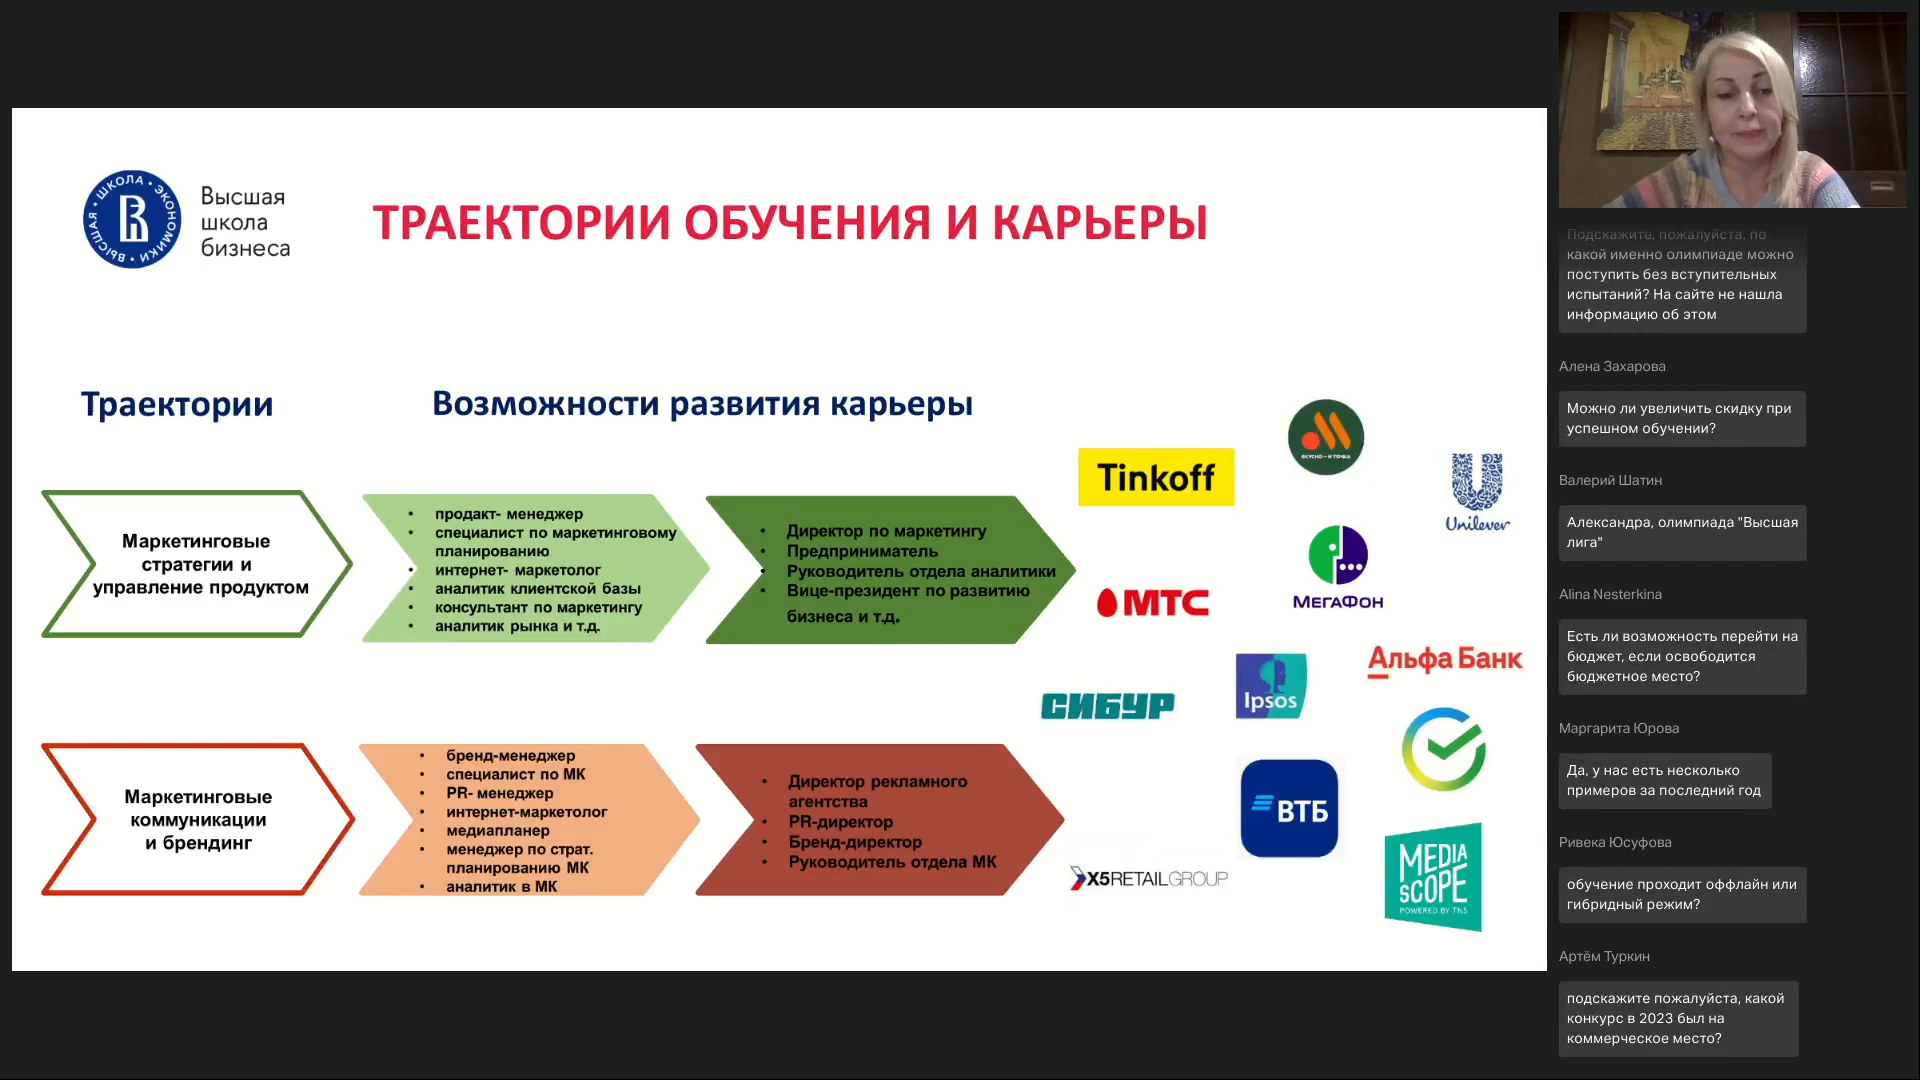 ВЫСШАЯ • ШКОЛА • ЭКОНОМИКИ •
Высшая
школа
бизнеса
ТРАЕКТОРИИ ОБУЧЕНИЯ И КАРЬЕРЫ
Траектории
Возможности развития карьеры
Маркетинговые
стратегии и
управление продуктом
• продакт- менеджер
• специалист по маркетинговому
планированию
• интернет- маркетолог
• аналитик клиентской базы
• консультант по маркетингу
• аналитик рынка и т.д.
• Директор по маркетингу
• Предприниматель
• Руководитель отдела аналитики
• Вице-президент по развитию
бизнеса и т.д.
Маркетинговые
коммуникации
и брендинг
• бренд-менеджер
• специалист по МК
• PR- менеджер
• интернет-маркетолог
• медиапланер
• менеджер по страт.
планированию МК
• аналитик в МК
• Директор рекламного
агентства
• PR-директор
• Бренд-директор
• Руководитель отдела МК
Tinkoff
ВКУСНО—И ТОЧКА
Unilever
МТС
МЕГАФОН
СИБУР
Ipsos
Альфа Банк
ВТБ
X5RETAILGROUP
MEDIA
SCOPE
POWERED BY TNS
Подскажите, пожалуйста, по
какой именно олимпиаде можно
поступить без вступительных
испытаний? На сайте не нашла
информацию об этом
Алена Захарова
Можно ли увеличить скидку при
успешном обучении?
Валерий Шатин
Александра, олимпиада "Высшая
лига"
Alina Nesterkina
Есть ли возможность перейти на
бюджет, если освободится
бюджетное место?
Маргарита Юрова
Да, у нас есть несколько
примеров за последний год
Ривека Юсуфова
обучение проходит оффлайн или
гибридный режим?
Артём Туркин
подскажите пожалуйста, какой
конкурс в 2023 был на
коммерческое место?